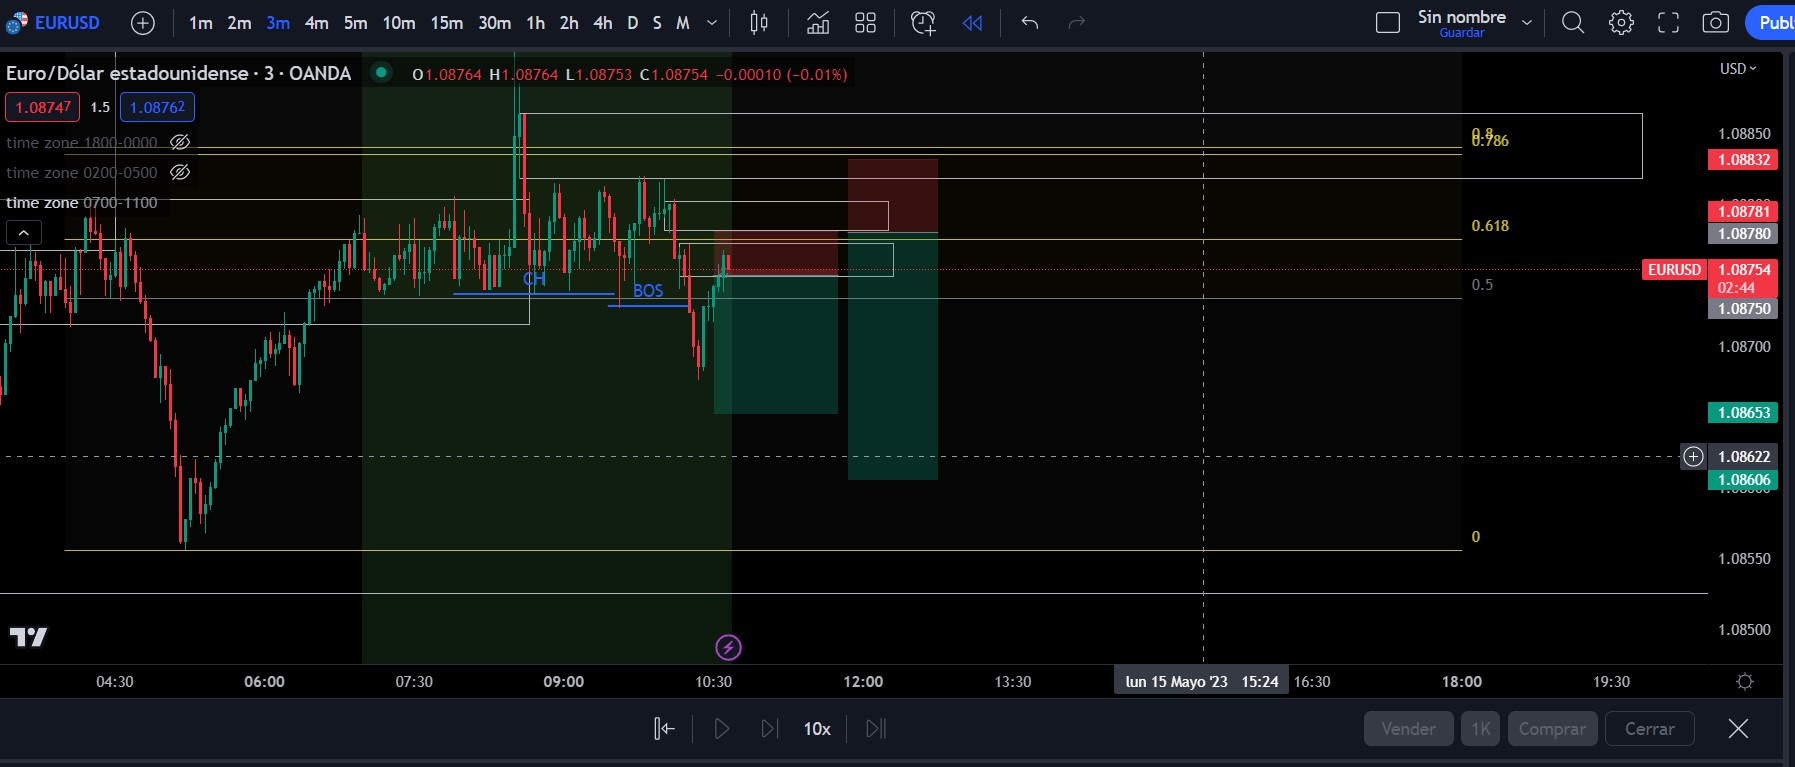 EURUSD 1m 2m 3m 4m 5m 10m 15m 30m 1h 2h 4h D S M Sin nombre Publ
Guardar
Euro/Dólar estadounidense · 3 · OANDA O1.08764 H1.08764 L1.08753 C1.08754 −0.00010 (−0.01%)
USD
1.08747 1.5 1.08762
time zone 1800-0000
time zone 0200-0500
time zone 0700-1100
0.8
0.786
0.618
0.5
0
CH
BOS
1.08850
1.08832
1.08781
1.08780
EURUSD 1.08754
02:44
1.08750
1.08700
1.08653
1.08622
1.08606
1.08550
1.08500
04:30 06:00 07:30 09:00 10:30 12:00 13:30 lun 15 Mayo '23 15:24 16:30 18:00 19:30
10x Vender 1K Comprar Cerrar